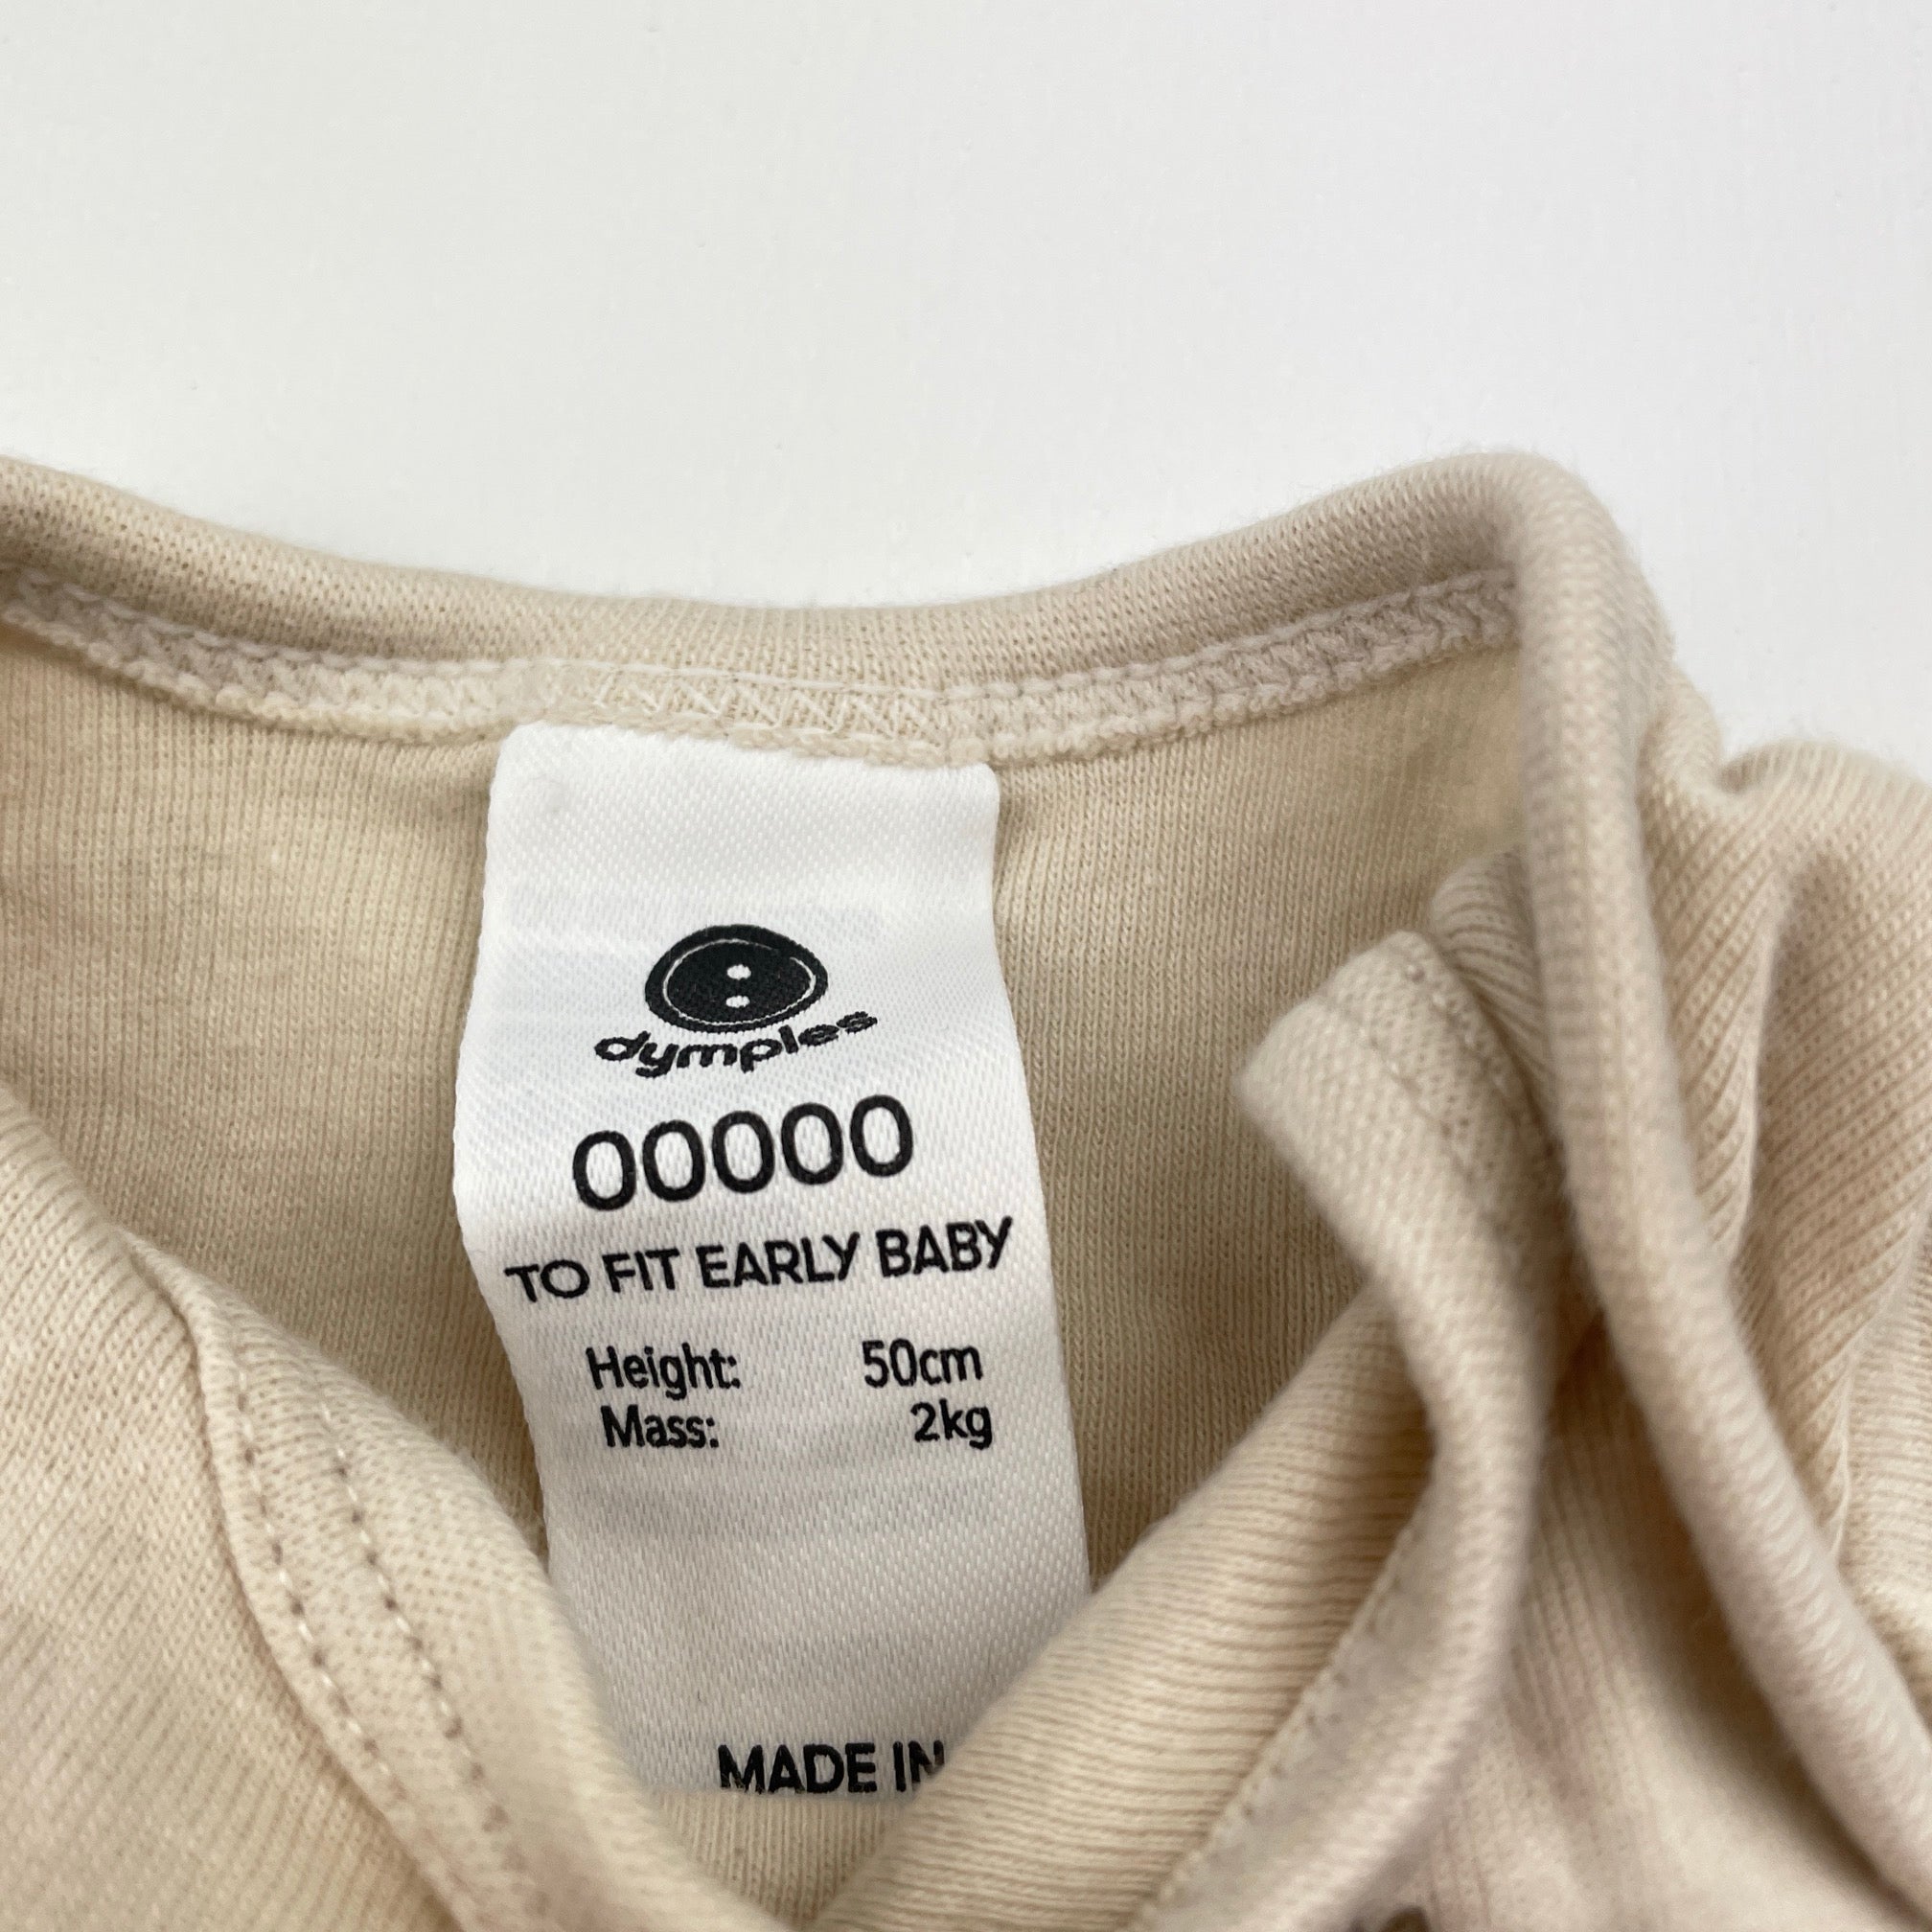 dymples
00000
TO FIT EARLY BABY
Height: 50cm
Mass: 2kg
MADE IN